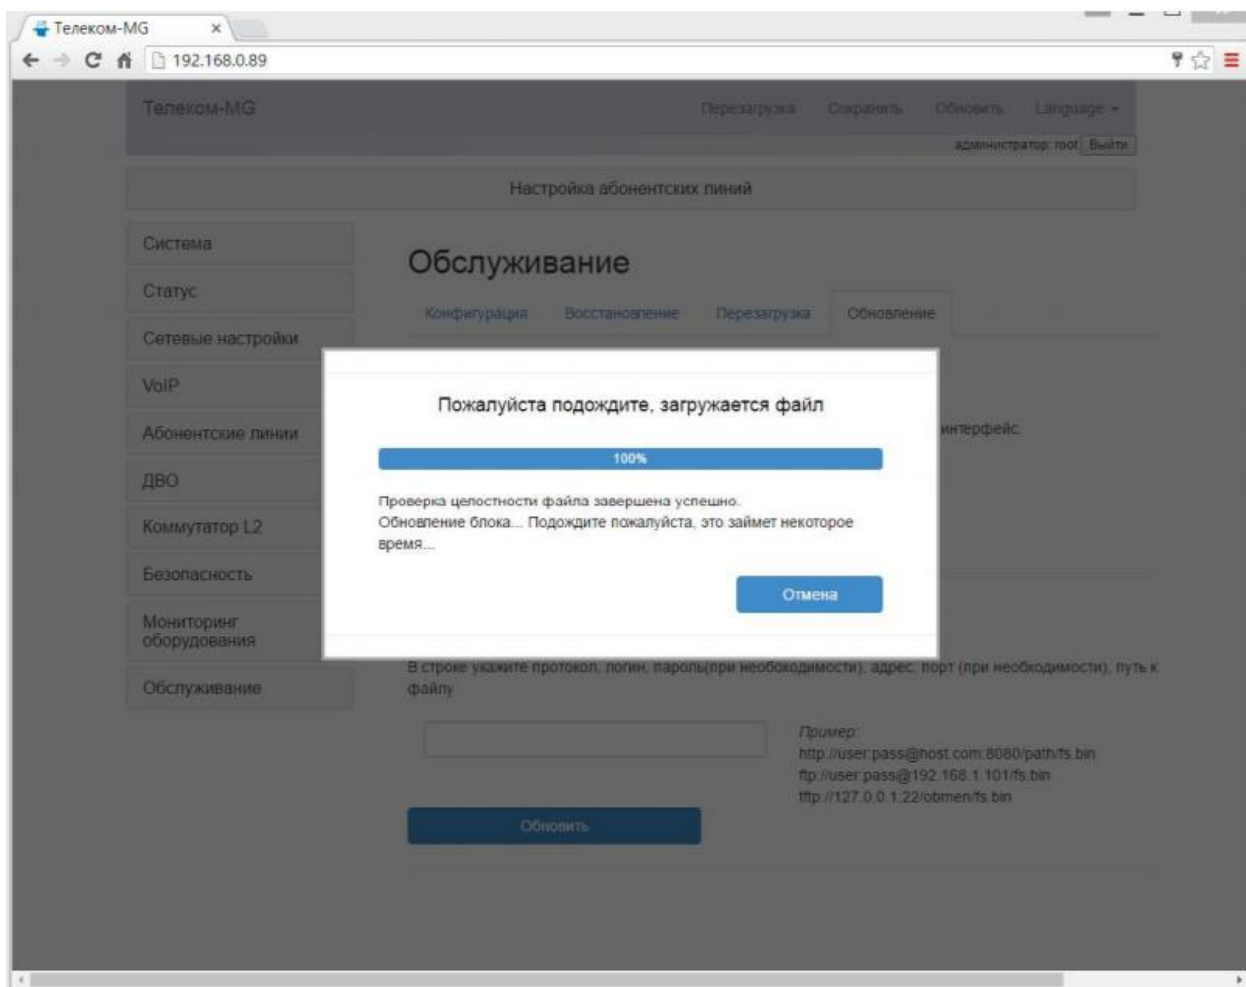 Телеком-MG
192.168.0.89
Телеком-MG Перезагрузка Сохранить Обновить Language
администратор: root Выйти
Настройка абонентских линий
Система
Статус
Сетевые настройки
VoIP
Абонентские линии
ДВО
Коммутатор L2
Безопасность
Мониторинг
оборудования
Обслуживание
Обслуживание
Конфигурация Восстановление Перезагрузка Обновление
интерфейс.
Пожалуйста подождите, загружается файл
100%
Проверка целостности файла завершена успешно.
Обновление блока... Подождите пожалуйста, это займет некоторое
время...
Отмена
В строке укажите протокол, логин, пароль(при необходимости), адрес, порт (при необходимости), путь к
файлу
Пример:
http://user:pass@host.com:8080/path/fs.bin
ftp://user:pass@192.168.1.101/fs.bin
tftp://127.0.0.1:22/obmen/fs.bin
Обновить